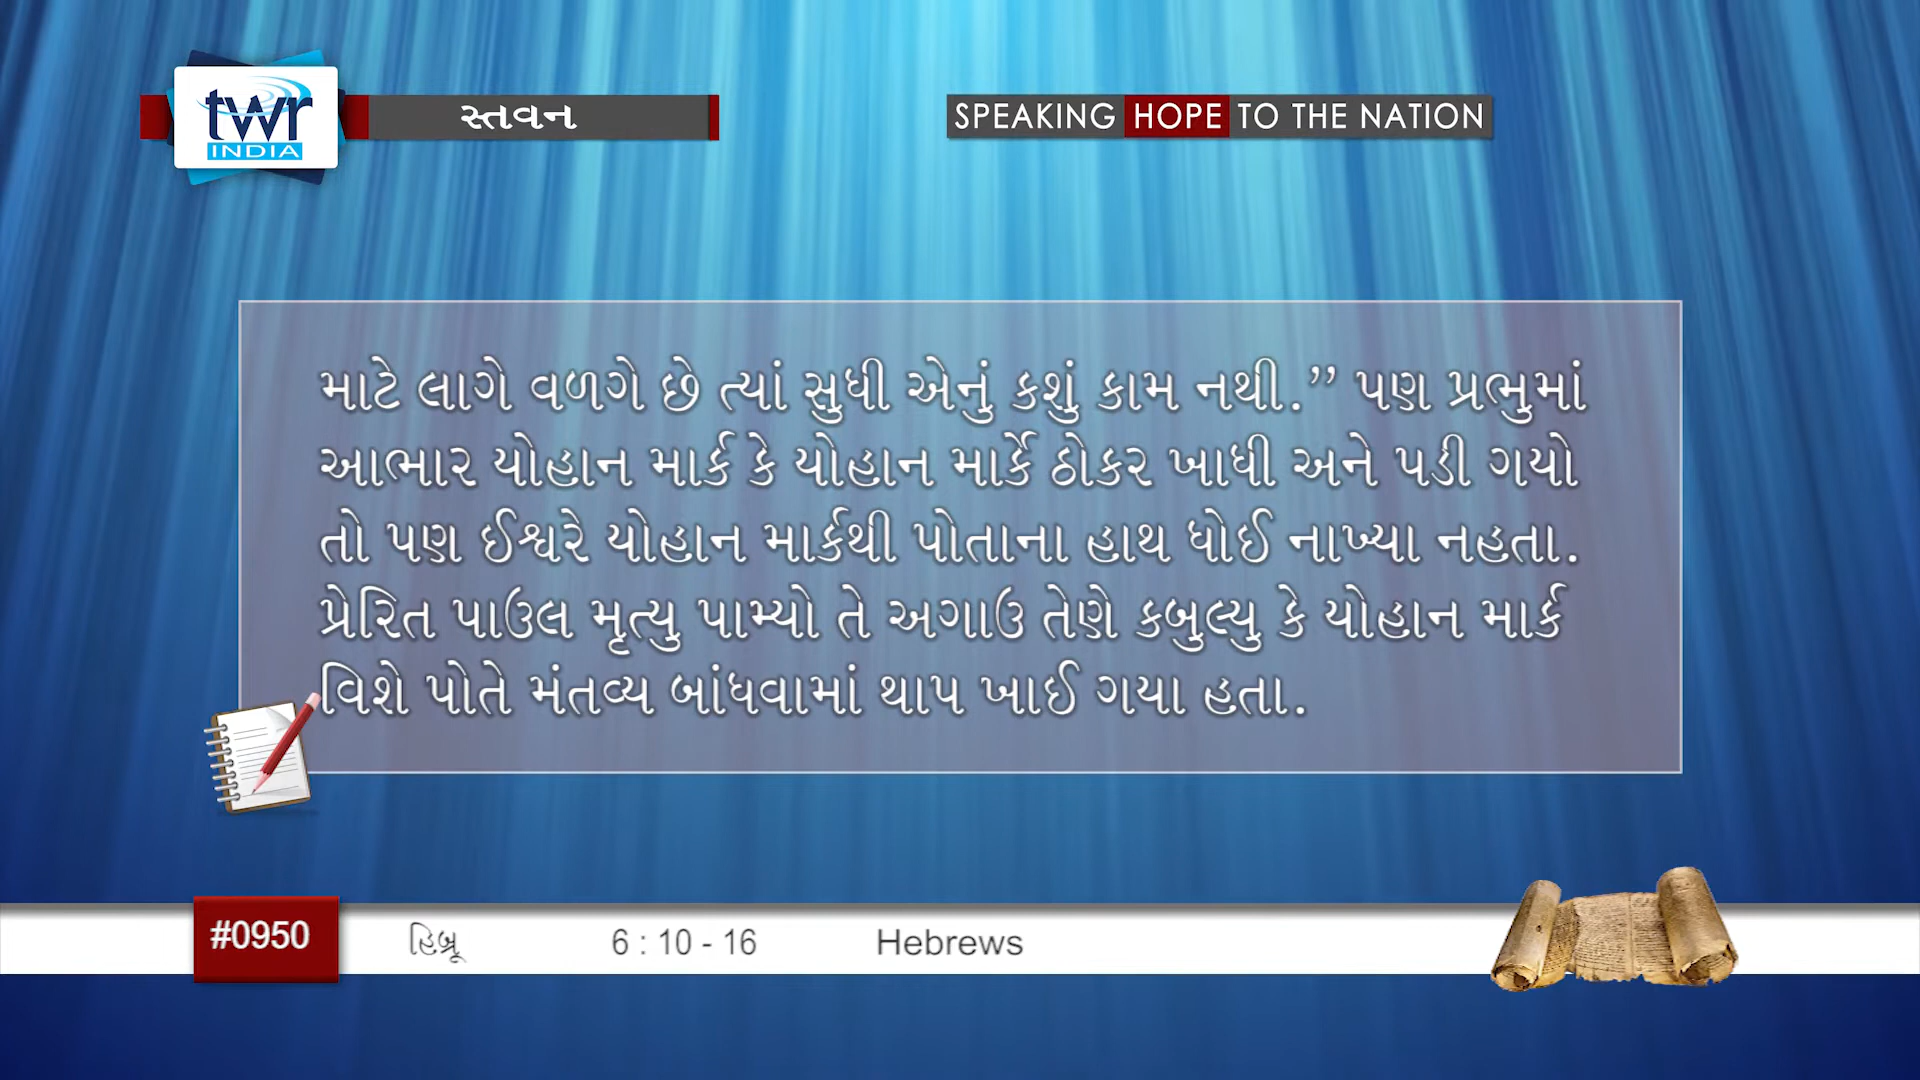 twr
INDIA
સ્તવન
SPEAKING HOPE TO THE NATION
માટે લાગે વળગે છે ત્યાં સુધી એનું કશું કામ નથી.’’ પણ પ્રભુમાં
આભાર યોહાન માર્ક કે યોહાન માર્કે ઠોકર ખાધી અને પડી ગયો
તો પણ ઈશ્વરે યોહાન માર્કથી પોતાના હાથ ધોઈ નાખ્યા નહતા.
પ્રેરિત પાઉલ મૃત્યુ પામ્યો તે અગાઉ તેણે કબુલ્યુ કે યોહાન માર્ક
વિશે પોતે મંતવ્ય બાંધવામાં થાપ ખાઈ ગયા હતા.
#0950 હિબ્રૂ 6 : 10 - 16 Hebrews